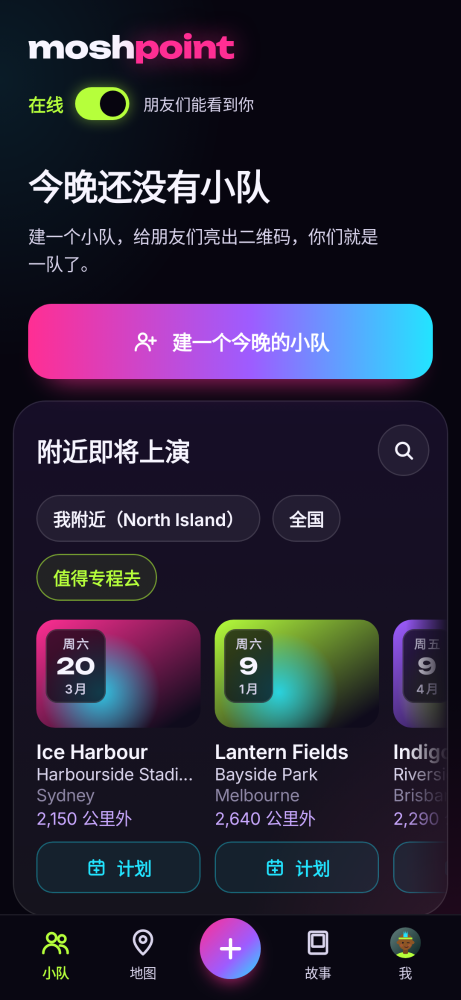 moshpoint
在线
朋友们能看到你
今晚还没有小队
建一个小队，给朋友们亮出二维码，你们就是
一队了。
建一个今晚的小队
附近即将上演
我附近（North Island）
全国
值得专程去
周六
20
3月
周六
9
1月
周五
9
4月
Ice Harbour
Lantern Fields
Harbourside Stadi...
Bayside Park
Sydney
Melbourne
2,150 公里外
2,640 公里外
2,290
计划
计划
小队
地图
故事
我